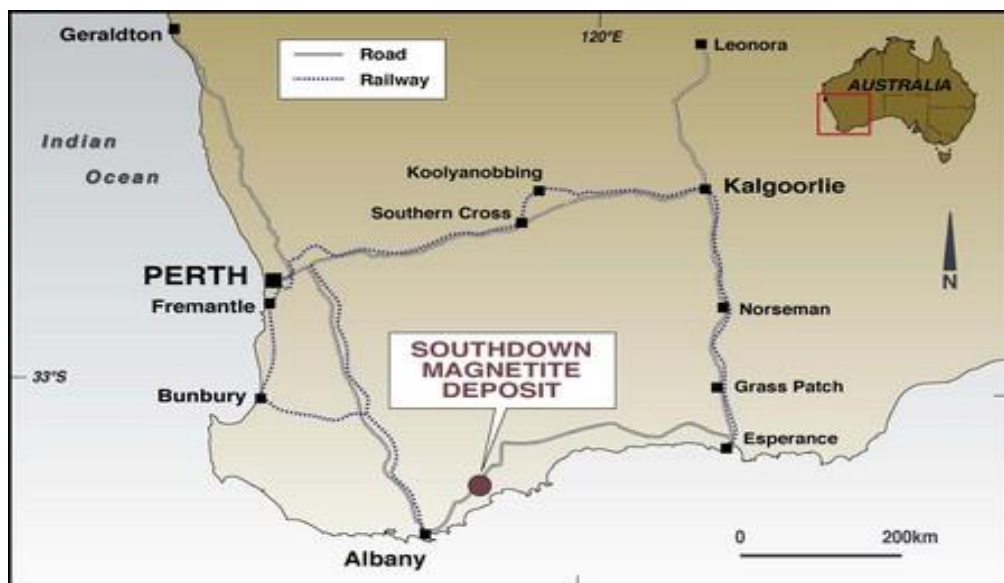 Geraldton
Road
Railway
120°E
Leonora
AUSTRALIA
Indian
Ocean
Koolyanobbing
Southern Cross
Kalgoorlie
PERTH
Fremantle
N
Norseman
SOUTHDOWN
MAGNETITE
DEPOSIT
33°S
Bunbury
Grass Patch
Esperance
Albany
0 200km